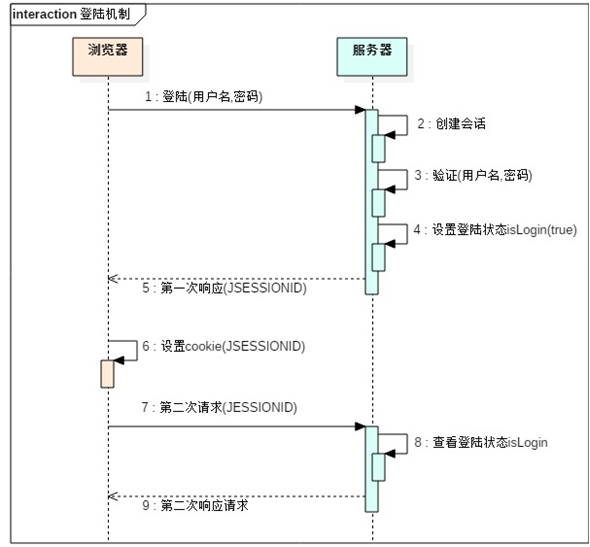 interaction 登陆机制
浏览器
服务器
1 : 登陆(用户名,密码)
2 : 创建会话
3 : 验证(用户名,密码)
4 : 设置登陆状态isLogin(true)
5 : 第一次响应(JSESSIONID)
6 : 设置cookie(JSESSIONID)
7 : 第二次请求(JESSIONID)
8 : 查看登陆状态isLogin
9 : 第二次响应请求